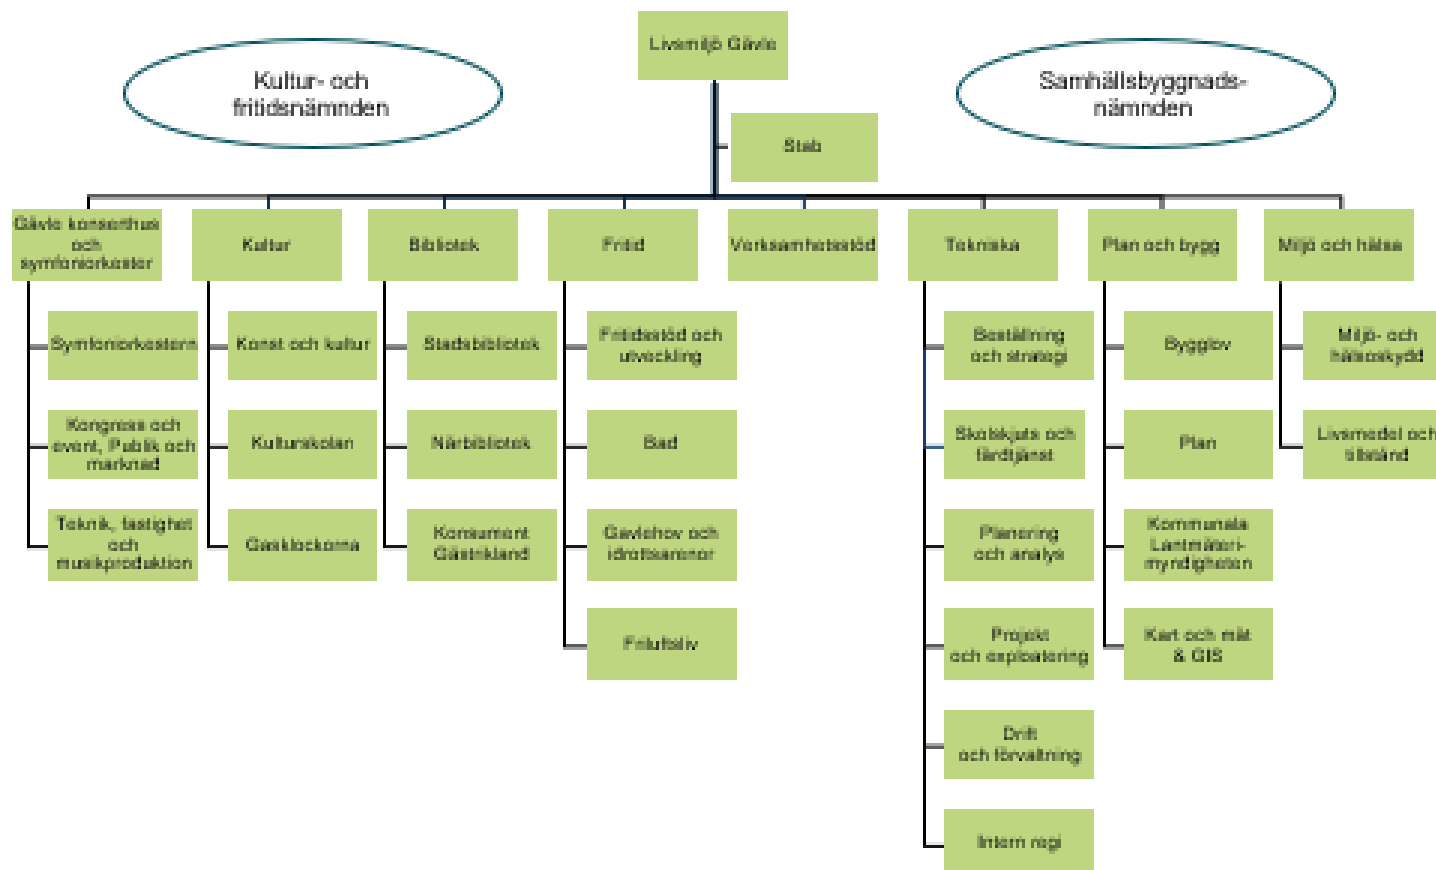 Livsmiljö Gävle
Kultur- och
fritidsnämnden
Samhällsbyggnads-
nämnden
Stab
Gävle konserthus
och
symfoniorkester
Kultur
Bibliotek
Fritid
Verksamhetsstöd
Tekniska
Plan och bygg
Miljö och hälsa
Symfoniorkestern
Kongress och
event, Publik och
marknad
Teknik, fastighet
och
musikproduktion
Konst och kultur
Kulturskolan
Gasklockorna
Stadsbibliotek
Närbibliotek
Konsument
Gästrikland
Fritidsstöd och
utveckling
Bad
Gavlehov och
idrottsarenor
Friluftsliv
Beställning
och strategi
Skolskjuts och
färdtjänst
Planering
och analys
Projekt
och exploatering
Drift
och förvaltning
Intern regi
Bygglov
Plan
Kommunala
Lantmäteri-
myndigheten
Kart och mät
& GIS
Miljö- och
hälsoskydd
Livsmedel och
tillstånd